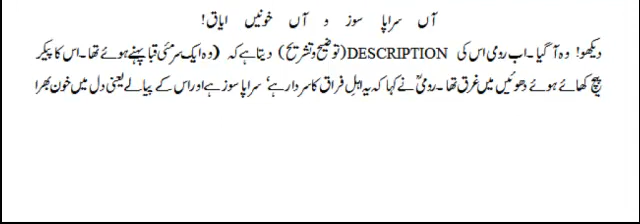 آں سراپا سوز و آں خونیں ایاق!
دیکھو! وہ آ گیا۔ اب رومی اس کی DESCRIPTION (توضیح و تشریح) دیتا ہے کہ (وہ ایک سرمئی قبا پہنے ہوئے تھا۔ اس کا پیکر
پیچ کھائے ہوئے دھوئیں میں غرق تھا۔ رومیؒ نے کہا کہ یہ اہلِ فراق کا سردار ہے، سراپا سوز ہے اور اس کے پیالے یعنی دل میں خون بھرا